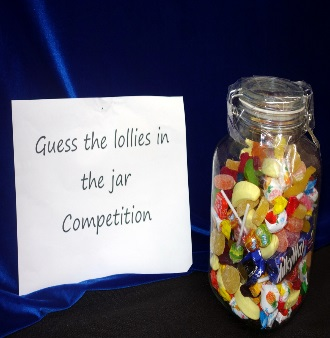 Guess the lollies in
the jar
Competition